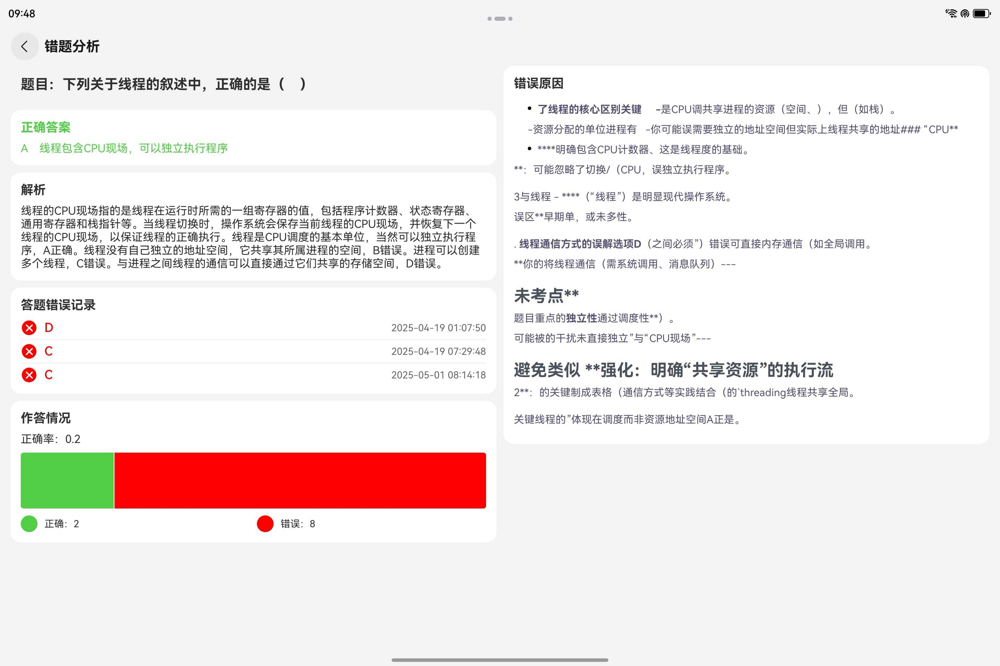 09:48
错题分析
题目：下列关于线程的叙述中，正确的是（　）
正确答案
A 线程包含CPU现场，可以独立执行程序
解析
线程的CPU现场指的是线程在运行时所需的一组寄存器的值，包括程序计数器、状态寄存器、
通用寄存器和栈指针等。当线程切换时，操作系统会保存当前线程的CPU现场，并恢复下一个
线程的CPU现场，以保证线程的正确执行。线程是CPU调度的基本单位，当然可以独立执行程
序，A正确。线程没有自己独立的地址空间，它共享其所属进程的空间，B错误。进程可以创建
多个线程，C错误。与进程之间线程的通信可以直接通过它们共享的存储空间，D错误。
答题错误记录
D 2025-04-19 01:07:50
C 2025-04-19 07:29:48
C 2025-05-01 08:14:18
作答情况
正确率：0.2
正确：2 错误：8
错误原因
• 了线程的核心区别关键 -是CPU调共享进程的资源（空间、），但（如栈）。
-资源分配的单位进程有 -你可能误需要独立的地址空间但实际上线程共享的地址### “CPU**
• ****明确包含CPU计数器、这是线程度的基础。
**：可能忽略了切换/（CPU，误独立执行程序。
3与线程 - ****（“线程”）是明显现代操作系统。
误区**早期单，或未多性。
. 线程通信方式的误解选项D（之间必须”）错误可直接内存通信（如全局调用。
**你的将线程通信（需系统调用、消息队列）---
未考点**
题目重点的独立性通过调度性**）。
可能被的干扰未直接独立”与“CPU现场”---
避免类似 **强化：明确“共享资源”的执行流
2**：的关键制成表格（通信方式等实践结合（的`threading线程共享全局。
关键线程的”体现在调度而非资源地址空间A正是。